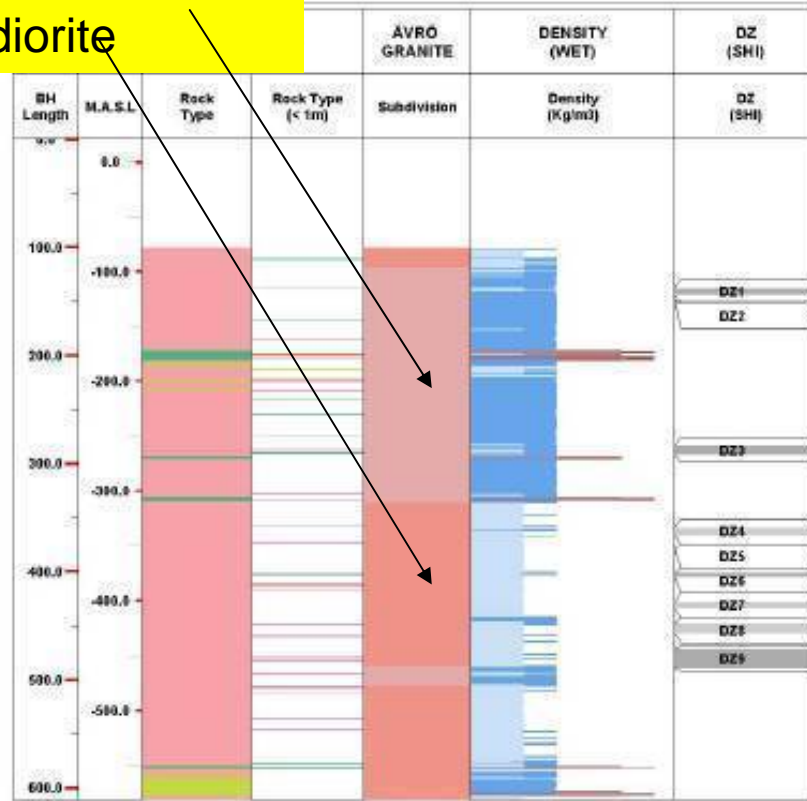 diorite
ÄVRÖ GRANITE
DENSITY (WET)
DZ (SHI)
BH Length
M.A.S.L
Rock Type
Rock Type (< 1m)
Subdivision
Density (Kg/m3)
DZ (SHI)
0.0
100.0
-100.0
DZ1
DZ2
200.0
-200.0
DZ3
300.0
-300.0
DZ4
DZ5
400.0
DZ6
-400.0
DZ7
DZ8
DZ9
500.0
-500.0
600.0